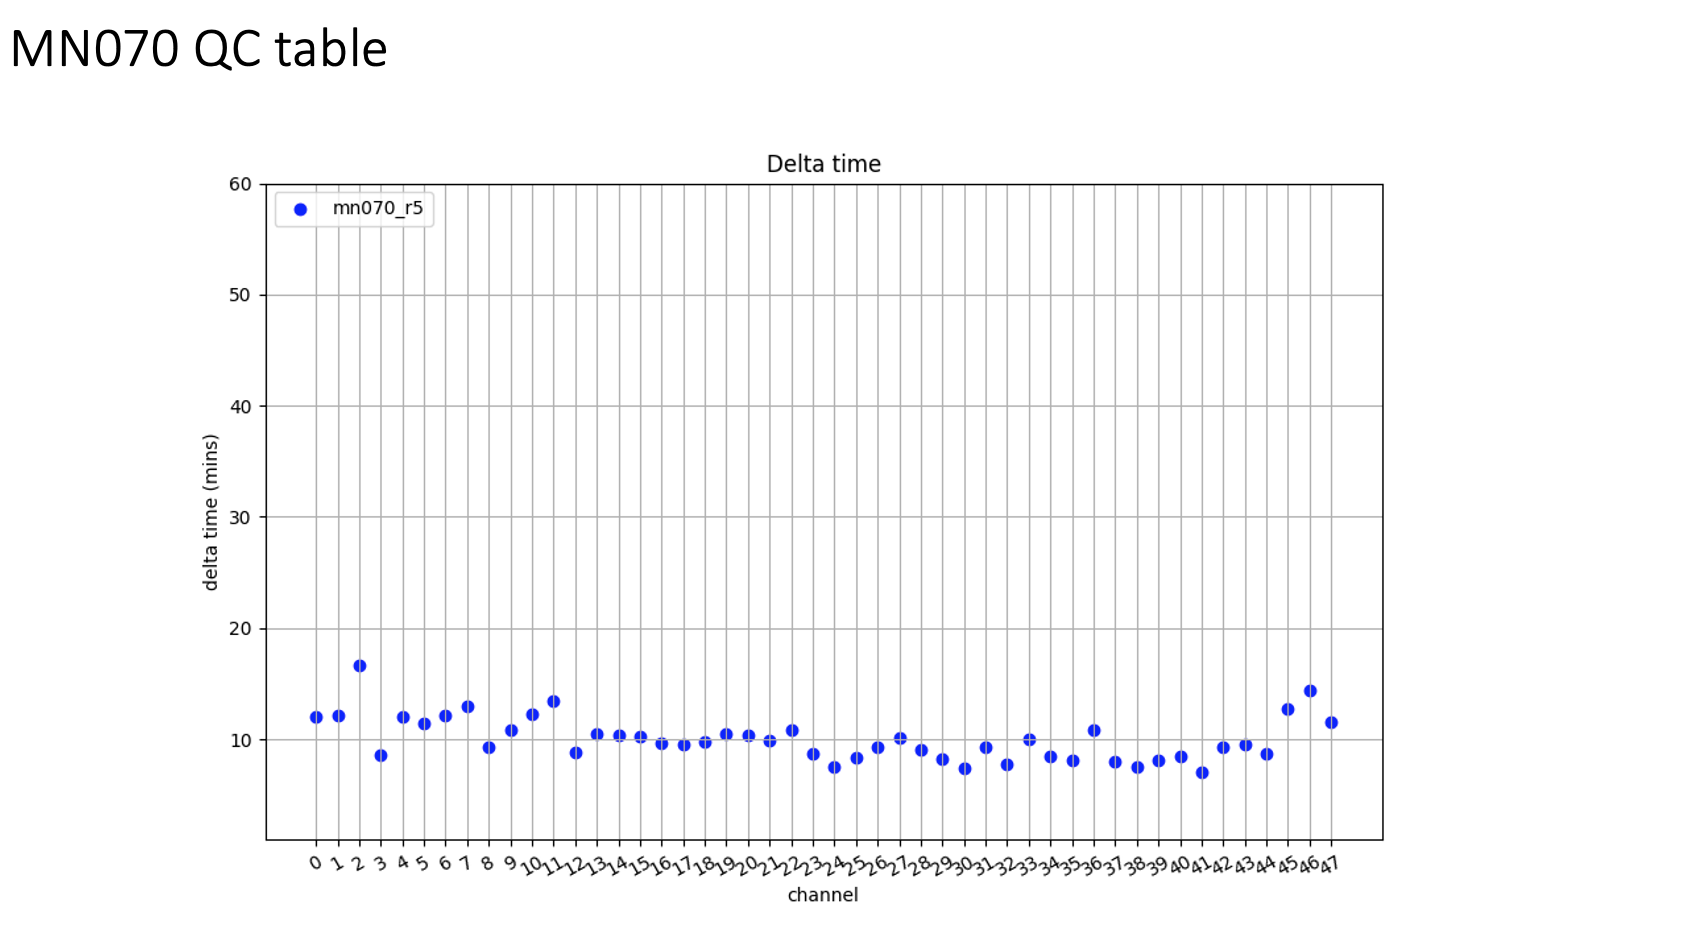 MN070 QC table
Delta time
mn070_r5
60
50
40
30
20
10
delta time (mins)
0 1 2 3 4 5 6 7 8 9 10 11 12 13 14 15 16 17 18 19 20 21 22 23 24 25 26 27 28 29 30 31 32 33 34 35 36 37 38 39 40 41 42 43 44 45 46 47
channel